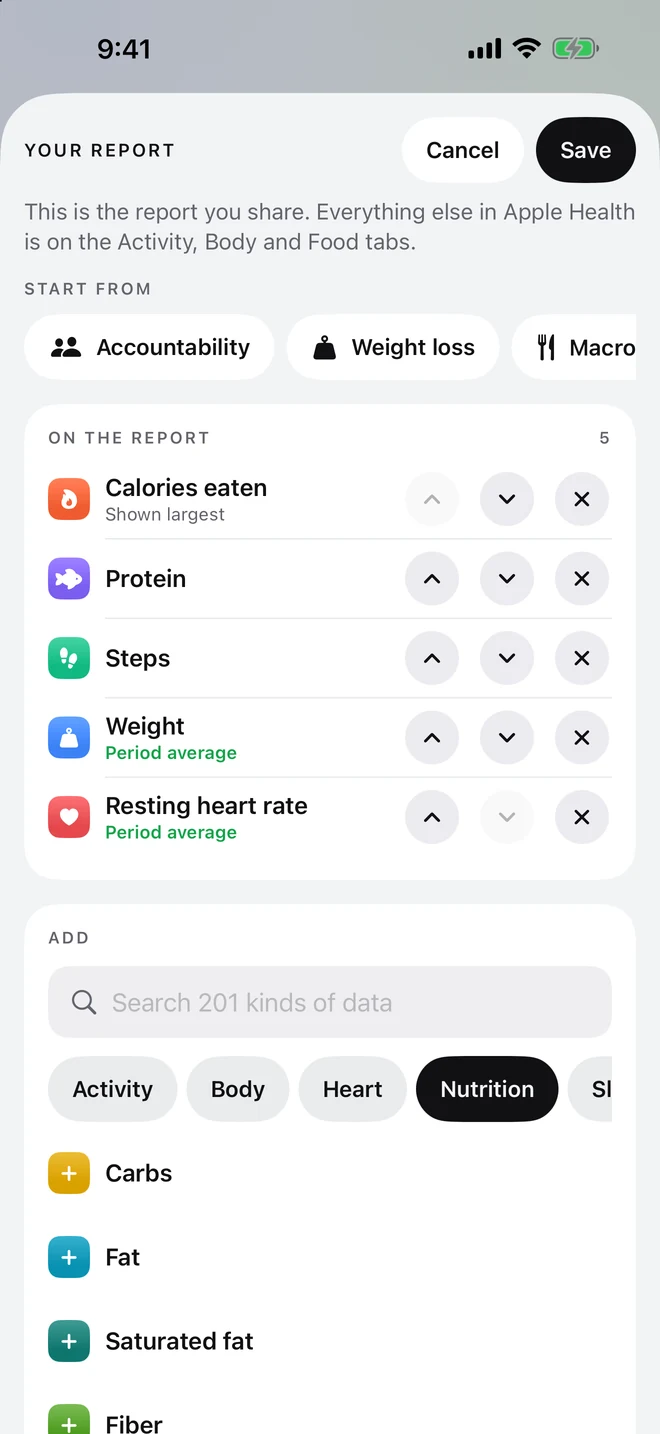 9:41
YOUR REPORT
Cancel
Save
This is the report you share. Everything else in Apple Health
is on the Activity, Body and Food tabs.
START FROM
Accountability
Weight loss
Macro
ON THE REPORT
5
Calories eaten
Shown largest
Protein
Steps
Weight
Period average
Resting heart rate
Period average
ADD
Search 201 kinds of data
Activity
Body
Heart
Nutrition
Sl
Carbs
Fat
Saturated fat
Fiber